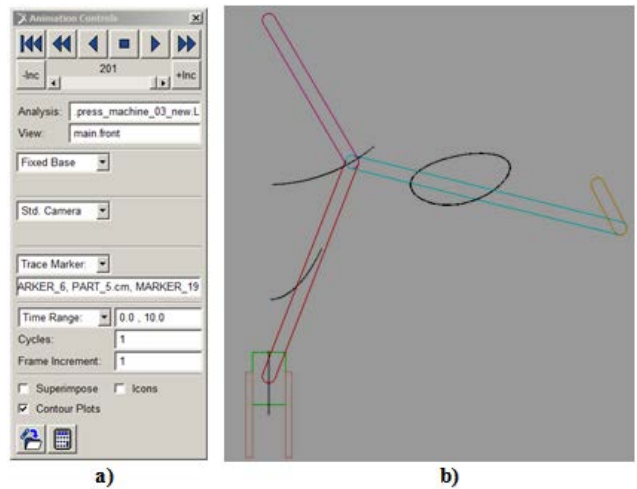 Animation Controls
-Inc
201
+Inc
Analysis: .press_machine_03_new.L
View: main.front
Fixed Base
Std. Camera
Trace Marker:
ARKER_6, PART_5.cm, MARKER_19
Time Range: 0.0 , 10.0
Cycles: 1
Frame Increment: 1
Superimpose Icons
Contour Plots
a) b)